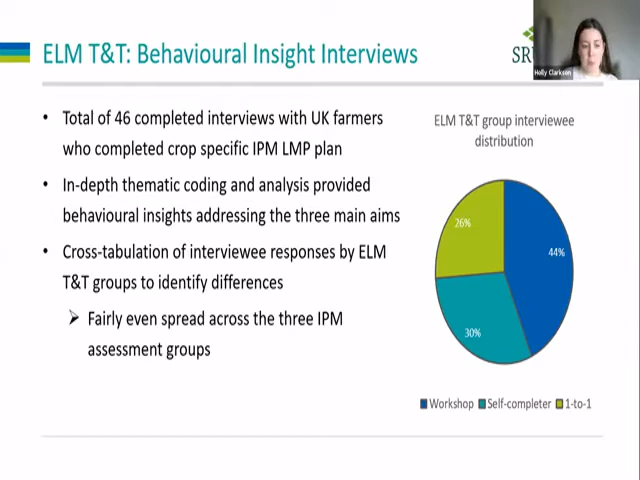 ELM T&T: Behavioural Insight Interviews
SR
Holly Clarkson
• Total of 46 completed interviews with UK farmers
who completed crop specific IPM LMP plan
• In-depth thematic coding and analysis provided
behavioural insights addressing the three main aims
• Cross-tabulation of interviewee responses by ELM
T&T groups to identify differences
➢ Fairly even spread across the three IPM
assessment groups
ELM T&T group interviewee
distribution
26%
44%
30%
Workshop Self-completer 1-to-1